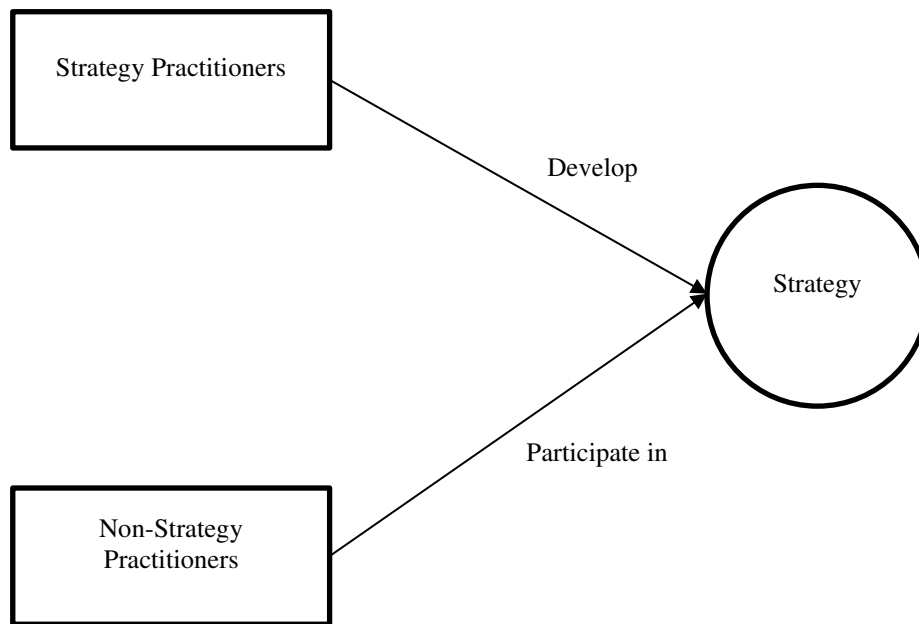 Strategy Practitioners
Develop
Strategy
Participate in
Non-Strategy
Practitioners